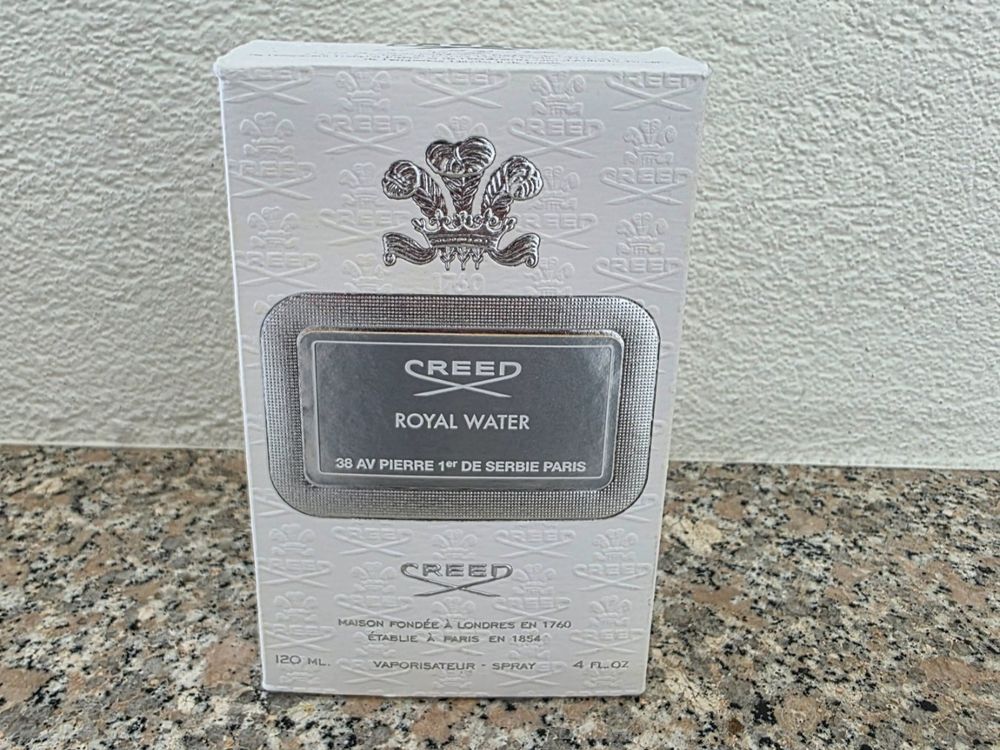 CREED
ROYAL WATER
38 AV PIERRE 1er DE SERBIE PARIS
CREED
MAISON FONDÉE À LONDRES EN 1760
ÉTABLIE À PARIS EN 1854
120 ML. VAPORISATEUR - SPRAY 4 FL.OZ